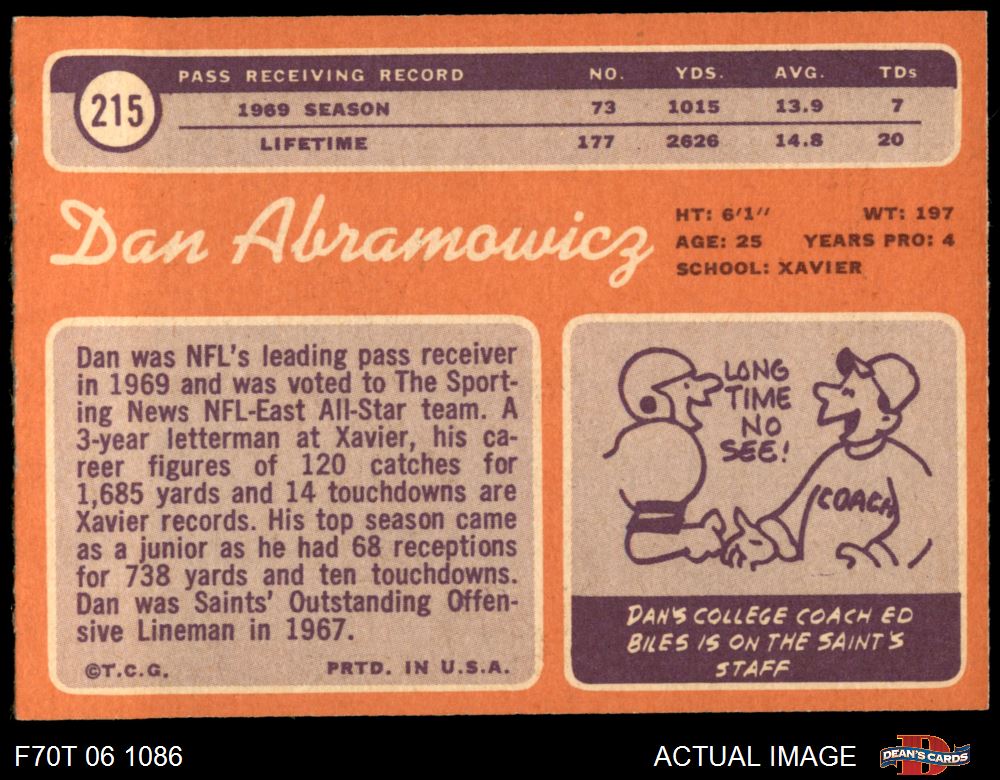 215
PASS RECEIVING RECORD NO. YDS. AVG. TDs
1969 SEASON 73 1015 13.9 7
LIFETIME 177 2626 14.8 20
Dan Abramowicz
HT: 6'1" WT: 197
AGE: 25 YEARS PRO: 4
SCHOOL: XAVIER
Dan was NFL's leading pass receiver
in 1969 and was voted to The Sport-
ing News NFL-East All-Star team. A
3-year letterman at Xavier, his ca-
reer figures of 120 catches for
1,685 yards and 14 touchdowns are
Xavier records. His top season came
as a junior as he had 68 receptions
for 738 yards and ten touchdowns.
Dan was Saints' Outstanding Offen-
sive Lineman in 1967.
©T.C.G. PRTD. IN U.S.A.
LONG
TIME
NO
SEE!
COACH
DAN'S COLLEGE COACH ED
BILES IS ON THE SAINT'S
STAFF
F70T 06 1086
ACTUAL IMAGE
D
DEAN'S CARDS